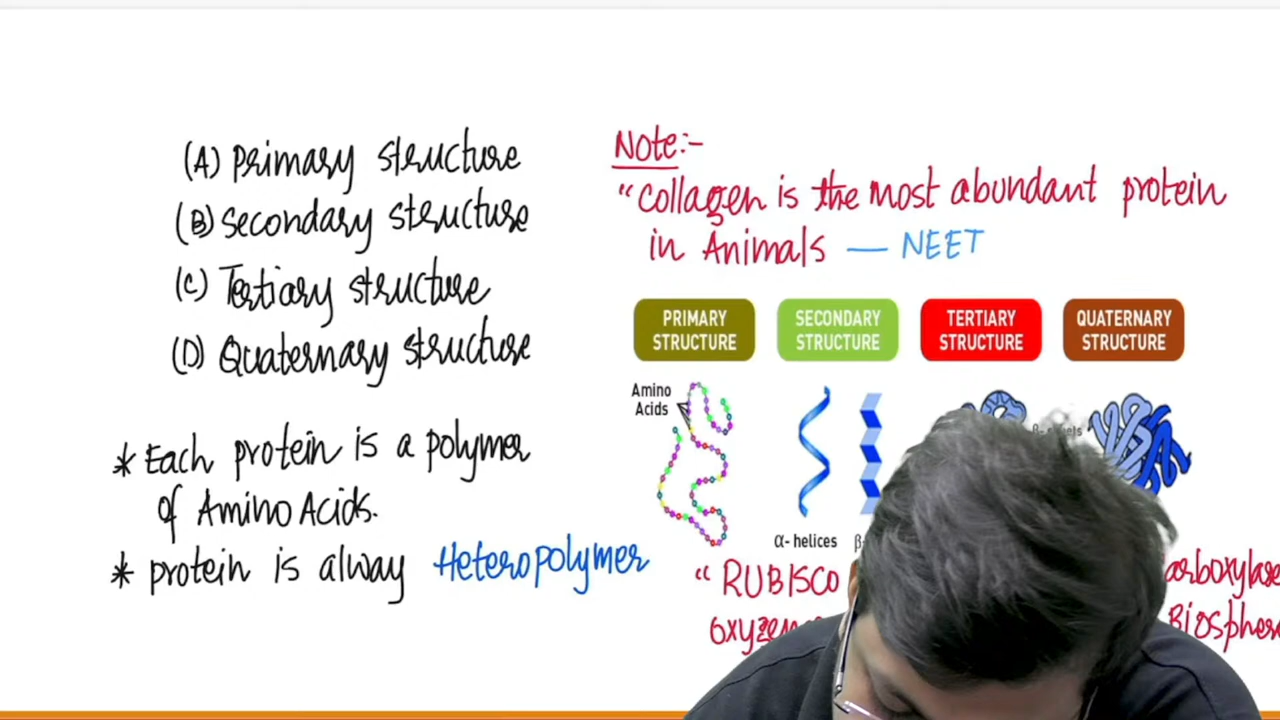 (A) Primary structure
(B) Secondary structure
(C) Tertiary structure
(D) Quaternary structure
* Each protein is a polymer
of Amino Acids.
* protein is alway Heteropolymer
Note:-
"Collagen is the most abundant protein
in Animals — NEET
PRIMARY STRUCTURE
SECONDARY STRUCTURE
TERTIARY STRUCTURE
QUATERNARY STRUCTURE
Amino
Acids
α- helices
" RUBISCO